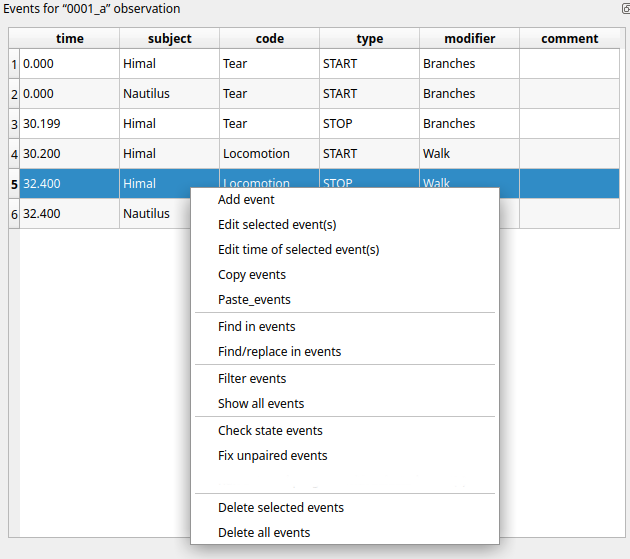 Events for “0001_a” observation
time subject code type modifier comment
1 0.000 Himal Tear START Branches
2 0.000 Nautilus Tear START Branches
3 30.199 Himal Tear STOP Branches
4 30.200 Himal Locomotion START Walk
5 32.400 Himal Locomotion STOP Walk
6 32.400 Nautilus
Add event
Edit selected event(s)
Edit time of selected event(s)
Copy events
Paste_events
Find in events
Find/replace in events
Filter events
Show all events
Check state events
Fix unpaired events
Delete selected events
Delete all events